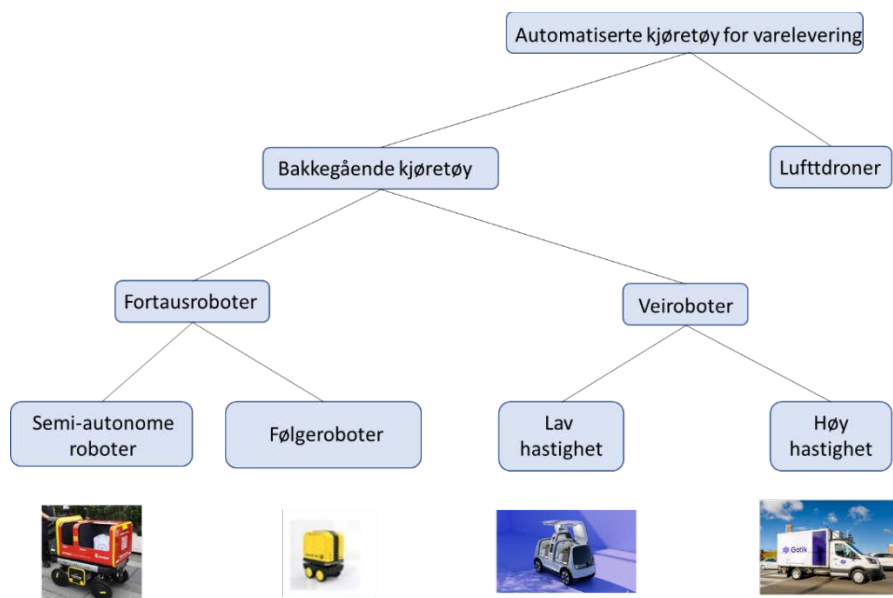 Automatiserte kjøretøy for varelevering
Bakkegående kjøretøy
Lufttdroner
Fortausroboter
Veiroboter
Semi-autonome
roboter
Følgeroboter
Lav
hastighet
Høy
hastighet
Gatik